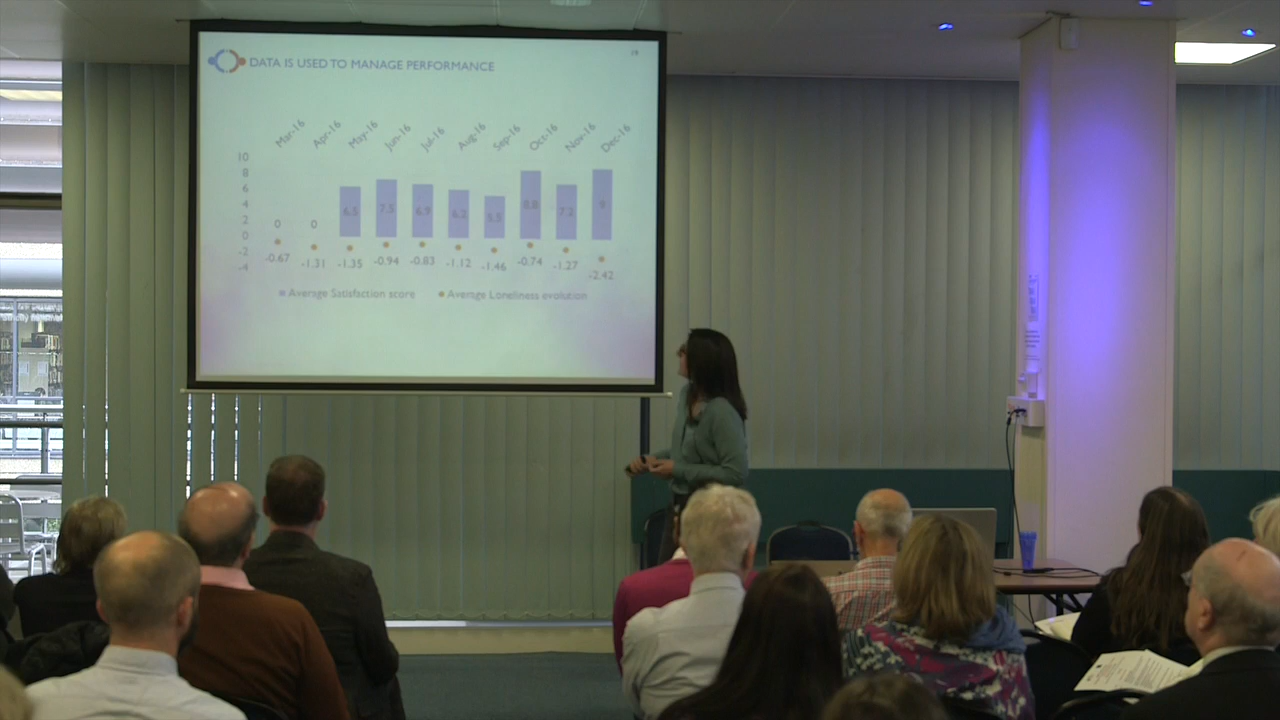 DATA IS USED TO MANAGE PERFORMANCE
Mar-16 Apr-16 May-16 Jun-16 Jul-16 Aug-16 Sep-16 Oct-16 Nov-16 Dec-16
10
8
6
4
2
0
-2
-4
0 0 6.5 7.5 6.9 6.2 5.5 8.8 7.2 9
-0.67 -1.31 -1.35 -0.94 -0.83 -1.12 -1.46 -0.74 -1.27 -2.42
Average Satisfaction score Average Loneliness evolution